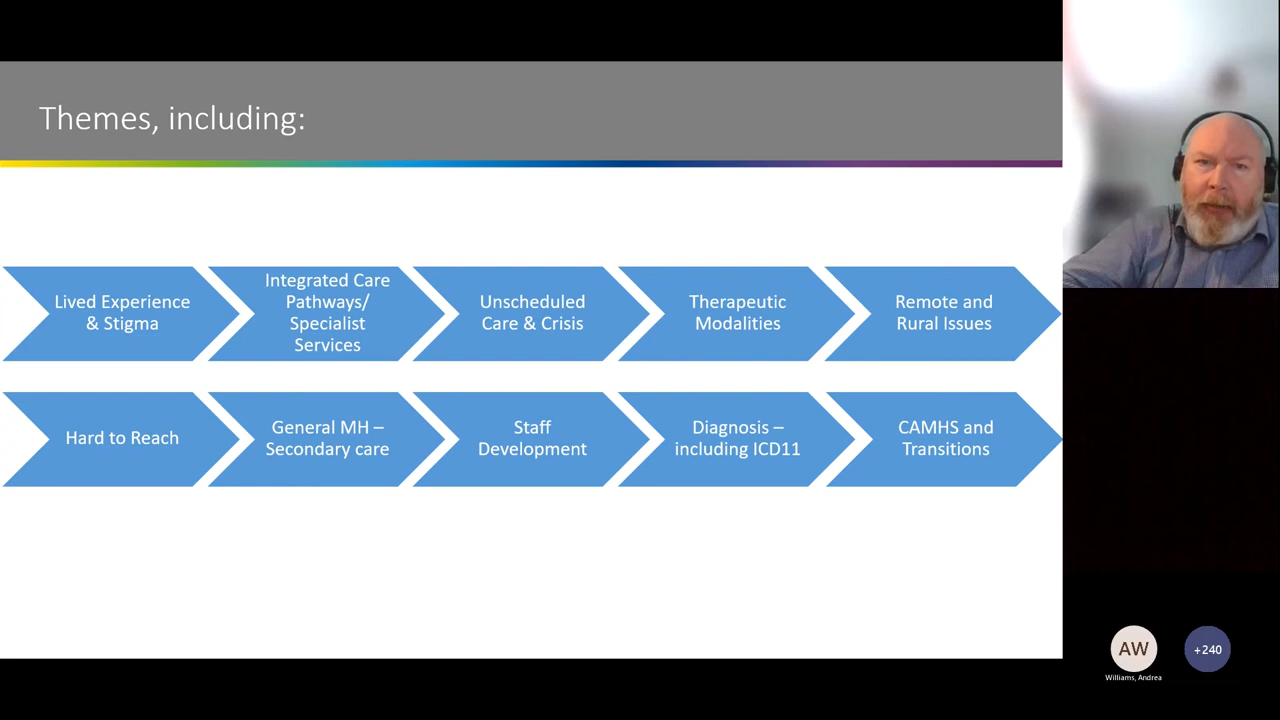 Themes, including:
Lived Experience
& Stigma
Integrated Care
Pathways/
Specialist
Services
Unscheduled
Care & Crisis
Therapeutic
Modalities
Remote and
Rural Issues
Hard to Reach
General MH –
Secondary care
Staff
Development
Diagnosis –
including ICD11
CAMHS and
Transitions
AW
+240
Williams, Andrea